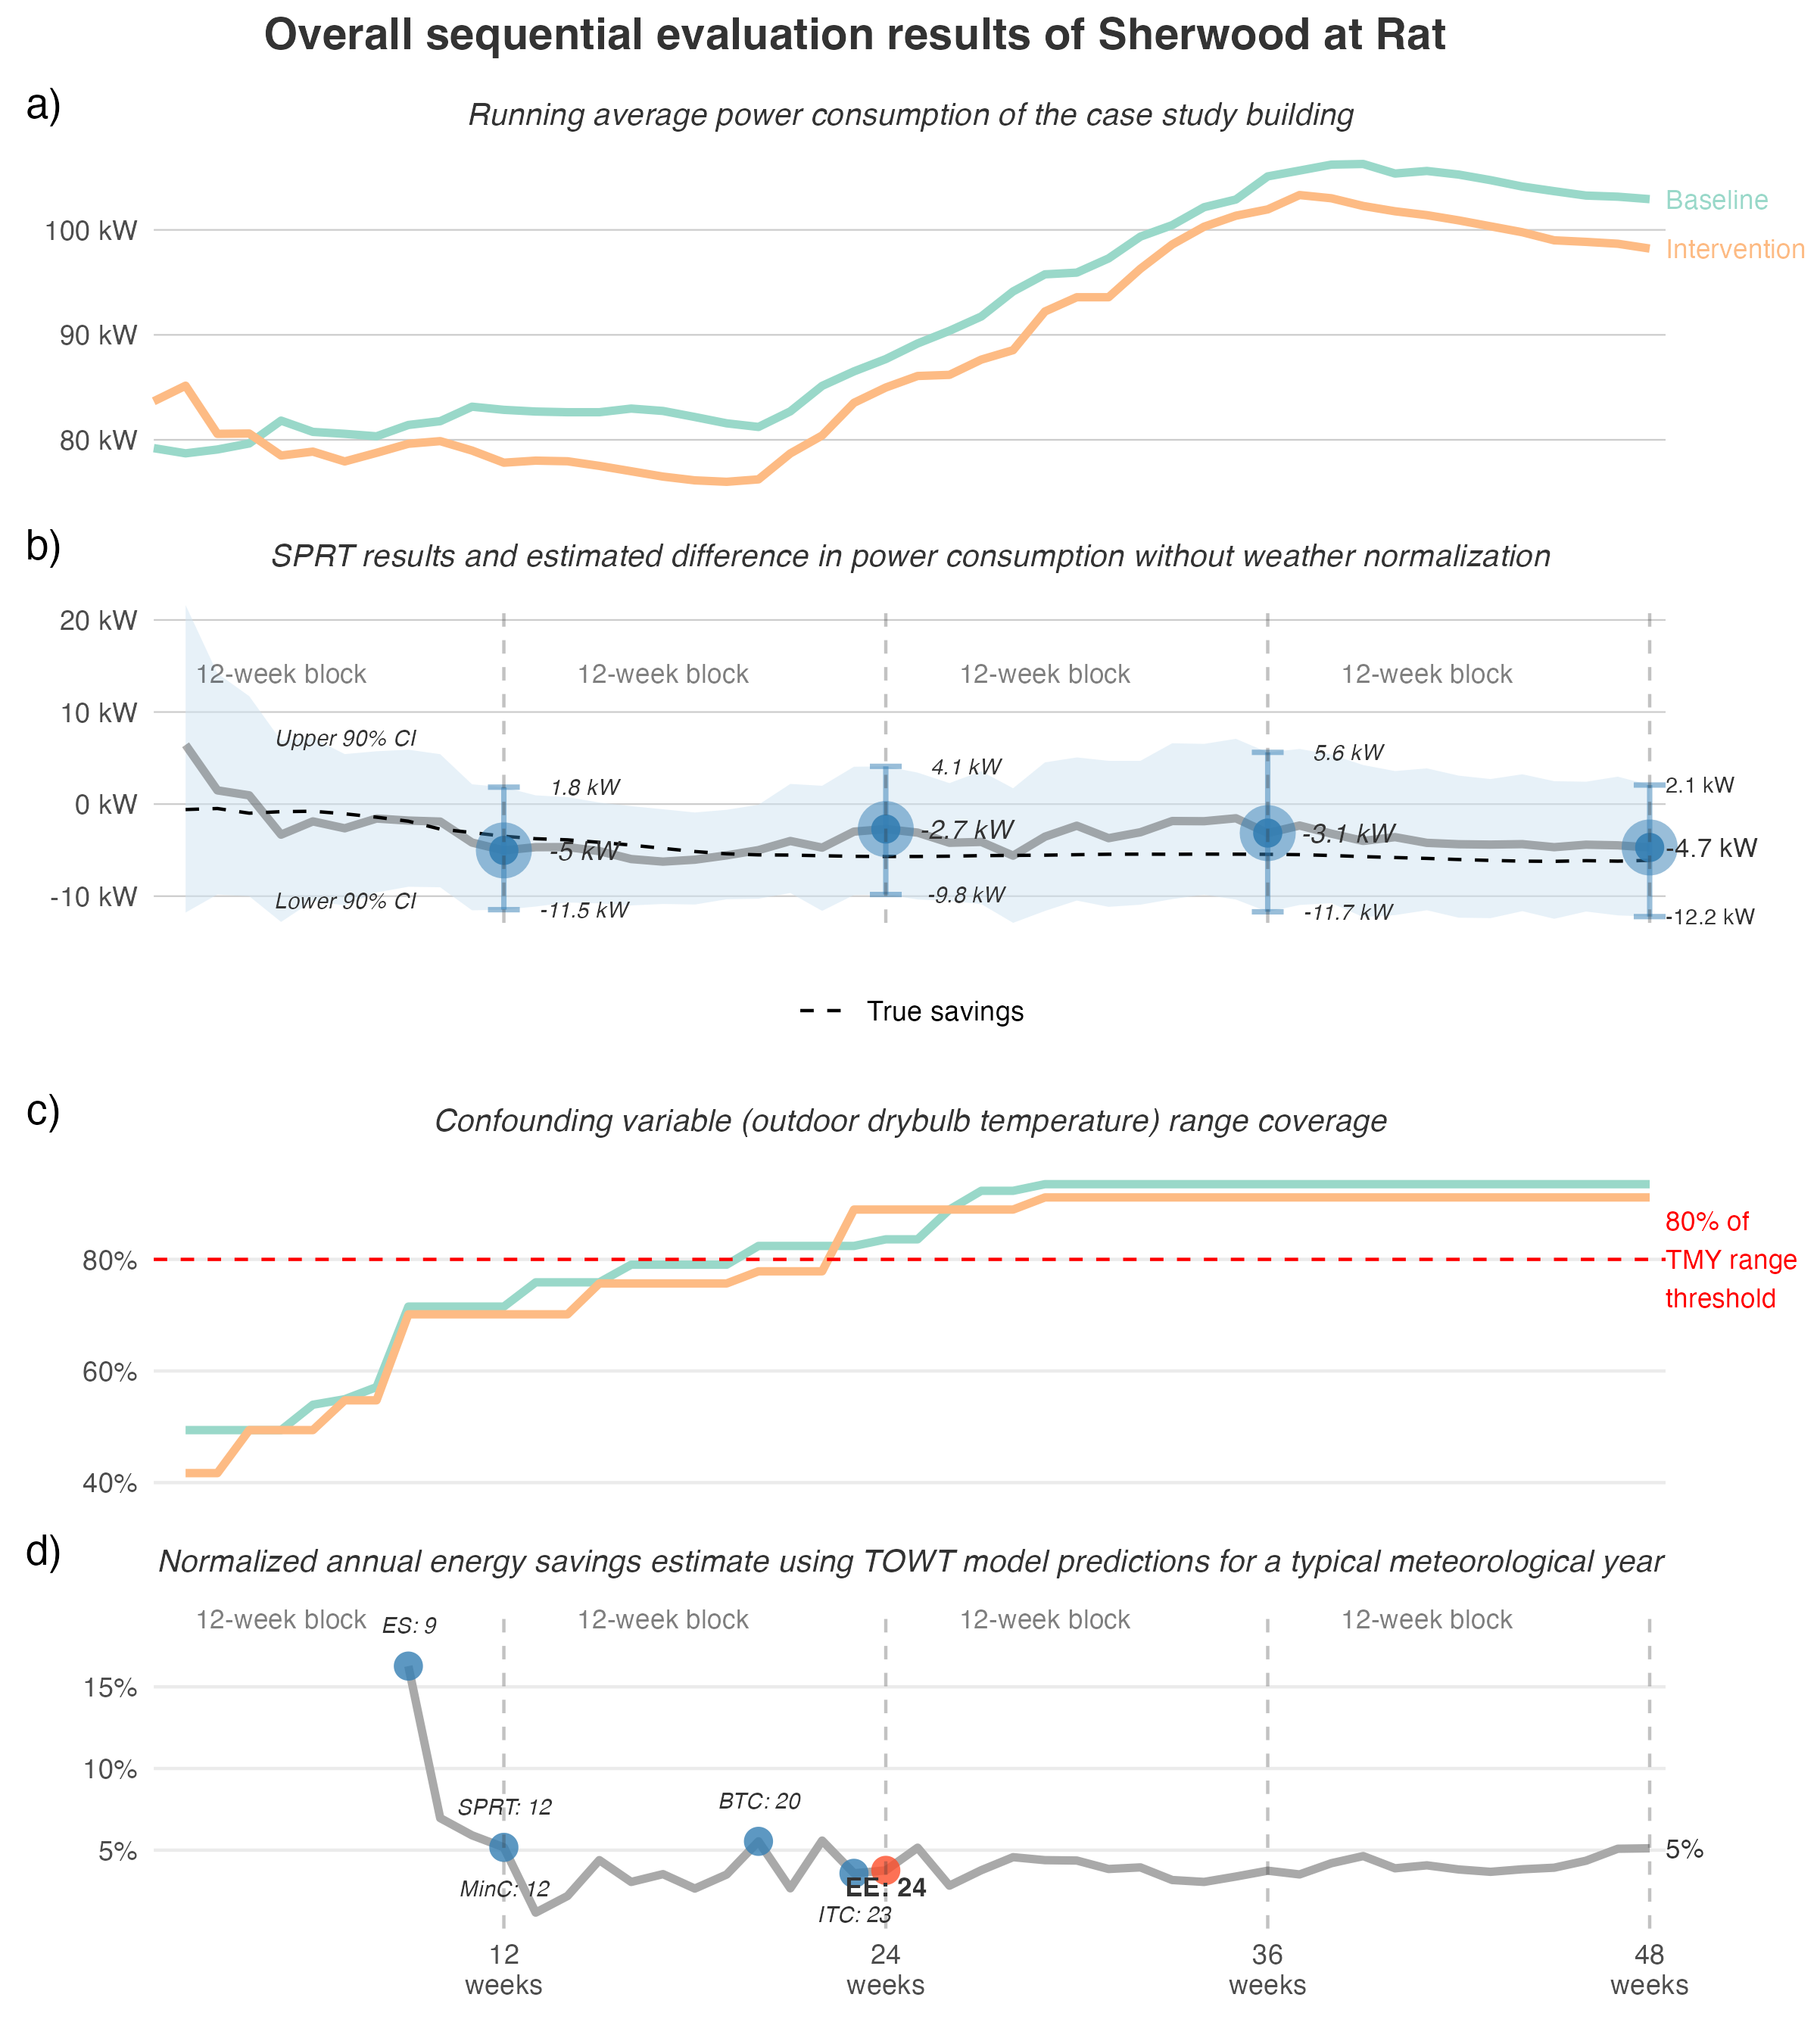 Overall sequential evaluation results of Sherwood at Rat
a)
Running average power consumption of the case study building
100 kW
90 kW
80 kW
Baseline
Intervention
b)
SPRT results and estimated difference in power consumption without weather normalization
20 kW
10 kW
0 kW
-10 kW
12-week block
12-week block
12-week block
12-week block
Upper 90% CI
Lower 90% CI
1.8 kW
-5 kW
-11.5 kW
4.1 kW
-2.7 kW
-9.8 kW
5.6 kW
-3.1 kW
-11.7 kW
2.1 kW
-4.7 kW
-12.2 kW
True savings
c)
Confounding variable (outdoor drybulb temperature) range coverage
80%
60%
40%
80% of
TMY range
threshold
d)
Normalized annual energy savings estimate using TOWT model predictions for a typical meteorological year
12-week block
12-week block
12-week block
12-week block
15%
10%
5%
ES: 9
SPRT: 12
MinC: 12
BTC: 20
EE: 24
ITC: 23
5%
12
weeks
24
weeks
36
weeks
48
weeks